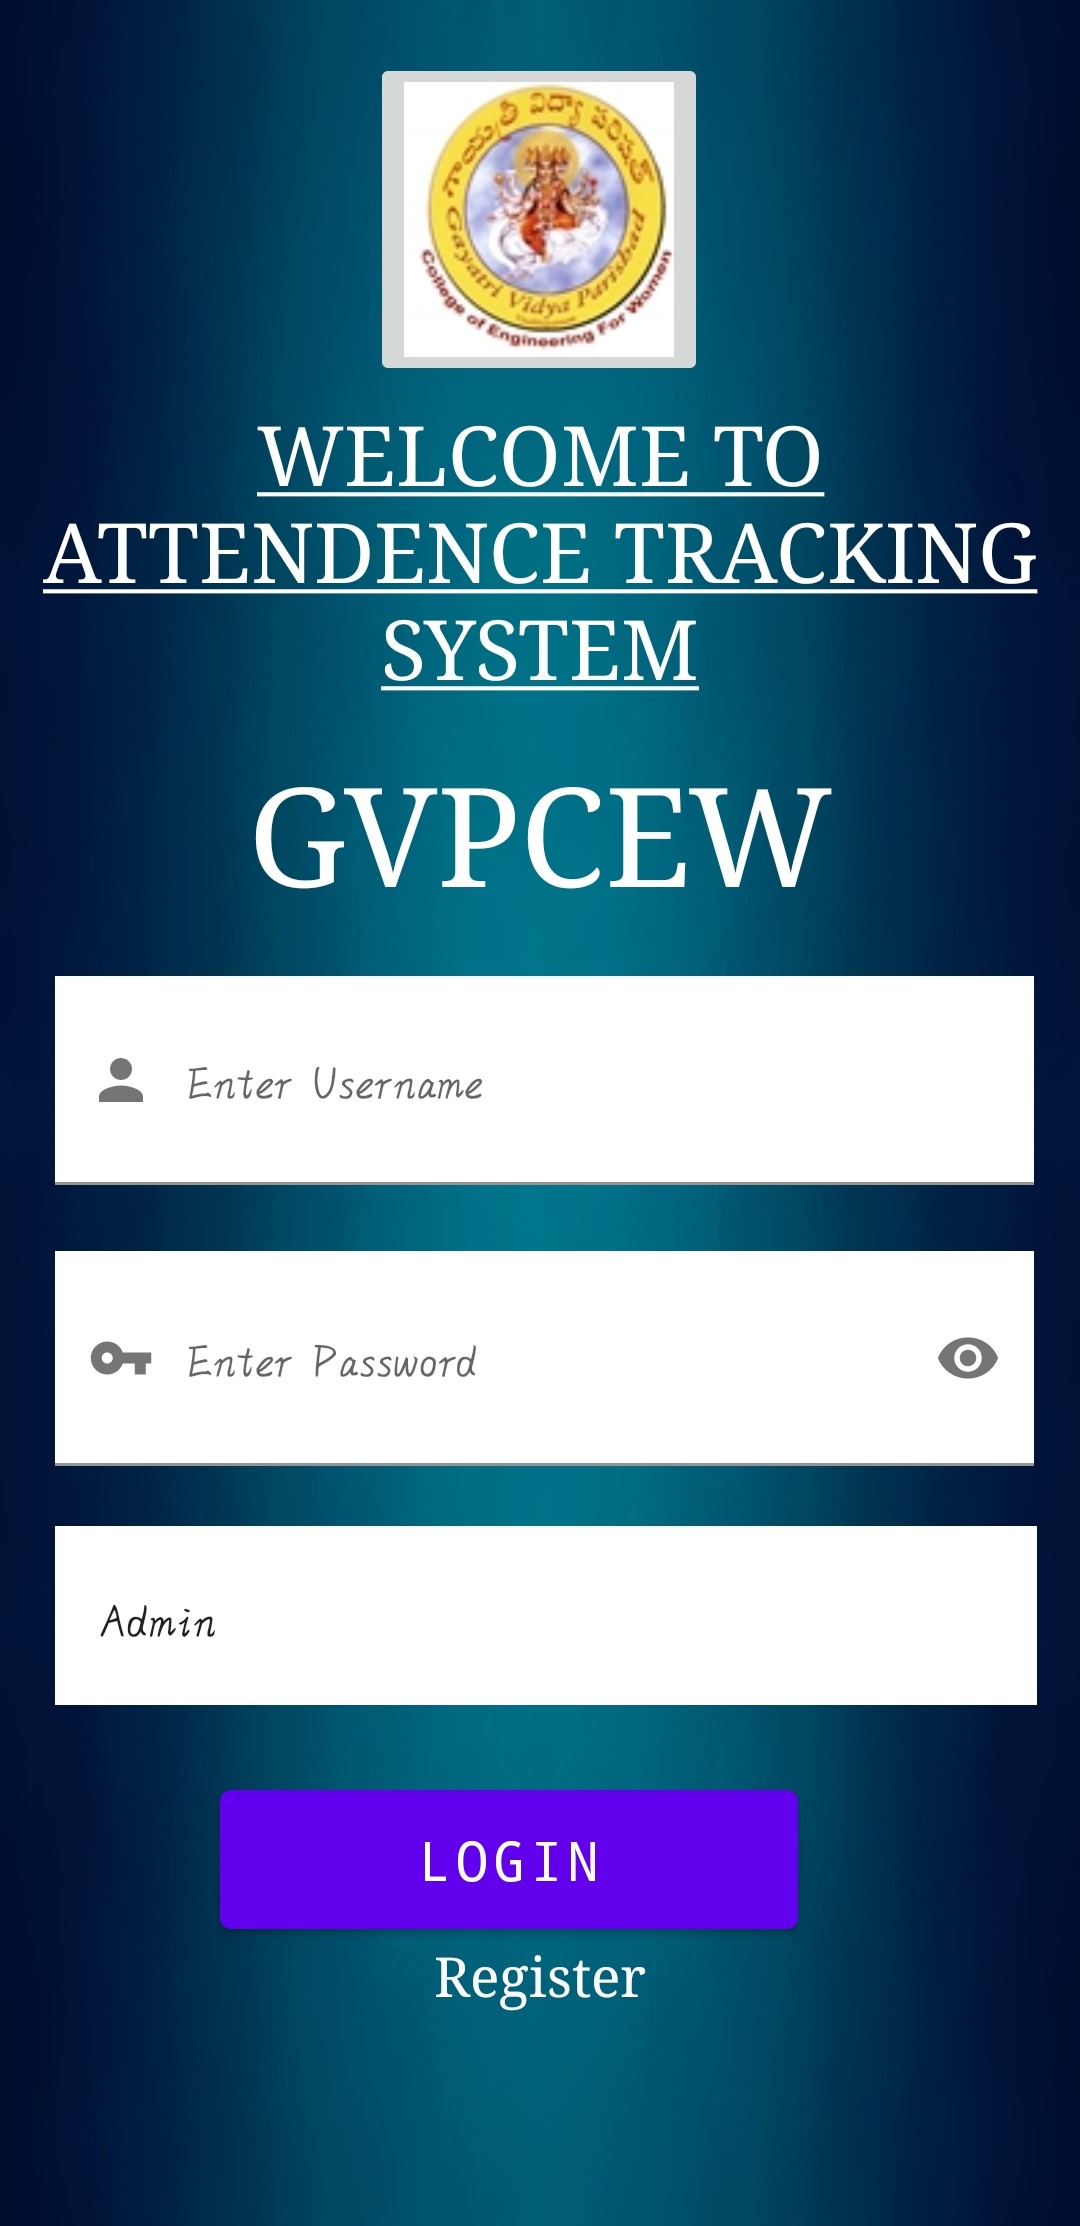 గాయత్రీ విద్యా పరిషత్
Gayatri Vidya Parishad
College of Engineering For Women
WELCOME TO
ATTENDENCE TRACKING
SYSTEM
GVPCEW
Enter Username
Enter Password
Admin
LOGIN
Register